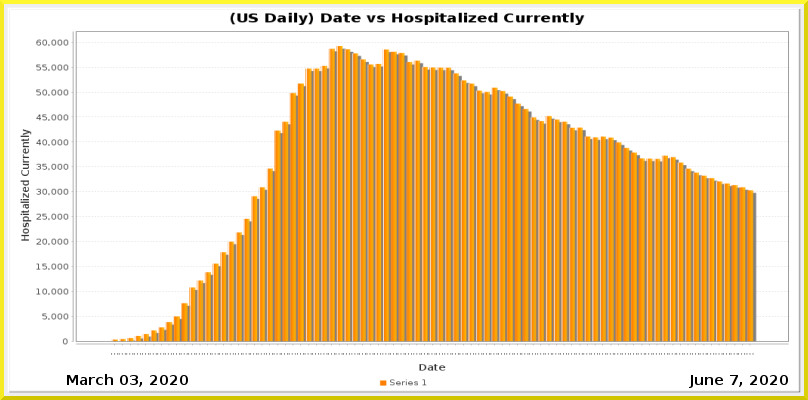 (US Daily) Date vs Hospitalized Currently
Hospitalized Currently
60,000
55,000
50,000
45,000
40,000
35,000
30,000
25,000
20,000
15,000
10,000
5,000
0
Date
March 03, 2020
Series 1
June 7, 2020